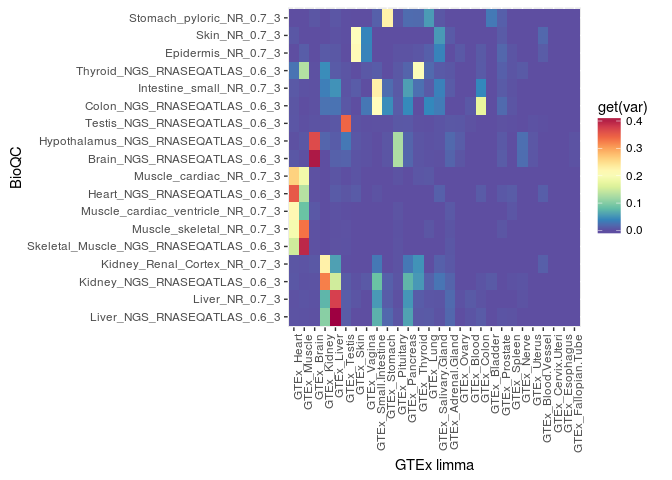 Stomach_pyloric_NR_0.7_3
Skin_NR_0.7_3
Epidermis_NR_0.7_3
Thyroid_NGS_RNASEQATLAS_0.6_3
Intestine_small_NR_0.7_3
Colon_NGS_RNASEQATLAS_0.6_3
Testis_NGS_RNASEQATLAS_0.6_3
Hypothalamus_NGS_RNASEQATLAS_0.6_3
Brain_NGS_RNASEQATLAS_0.6_3
Muscle_cardiac_NR_0.7_3
Heart_NGS_RNASEQATLAS_0.6_3
Muscle_cardiac_ventricle_NR_0.7_3
Muscle_skeletal_NR_0.7_3
Skeletal_Muscle_NGS_RNASEQATLAS_0.6_3
Kidney_Renal_Cortex_NR_0.7_3
Kidney_NGS_RNASEQATLAS_0.6_3
Liver_NR_0.7_3
Liver_NGS_RNASEQATLAS_0.6_3
BioQC
GTEx_Heart
GTEx_Muscle
GTEx_Brain
GTEx_Kidney
GTEx_Liver
GTEx_Testis
GTEx_Skin
GTEx_Vagina
GTEx_Small.Intestine
GTEx_Stomach
GTEx_Pituitary
GTEx_Pancreas
GTEx_Thyroid
GTEx_Lung
GTEx_Salivary.Gland
GTEx_Adrenal.Gland
GTEx_Ovary
GTEx_Blood
GTEx_Colon
GTEx_Bladder
GTEx_Prostate
GTEx_Spleen
GTEx_Nerve
GTEx_Uterus
GTEx_Blood.Vessel
GTEx_Cervix.Uteri
GTEx_Esophagus
GTEx_Fallopian.Tube
GTEx limma
get(var)
0.4
0.3
0.2
0.1
0.0